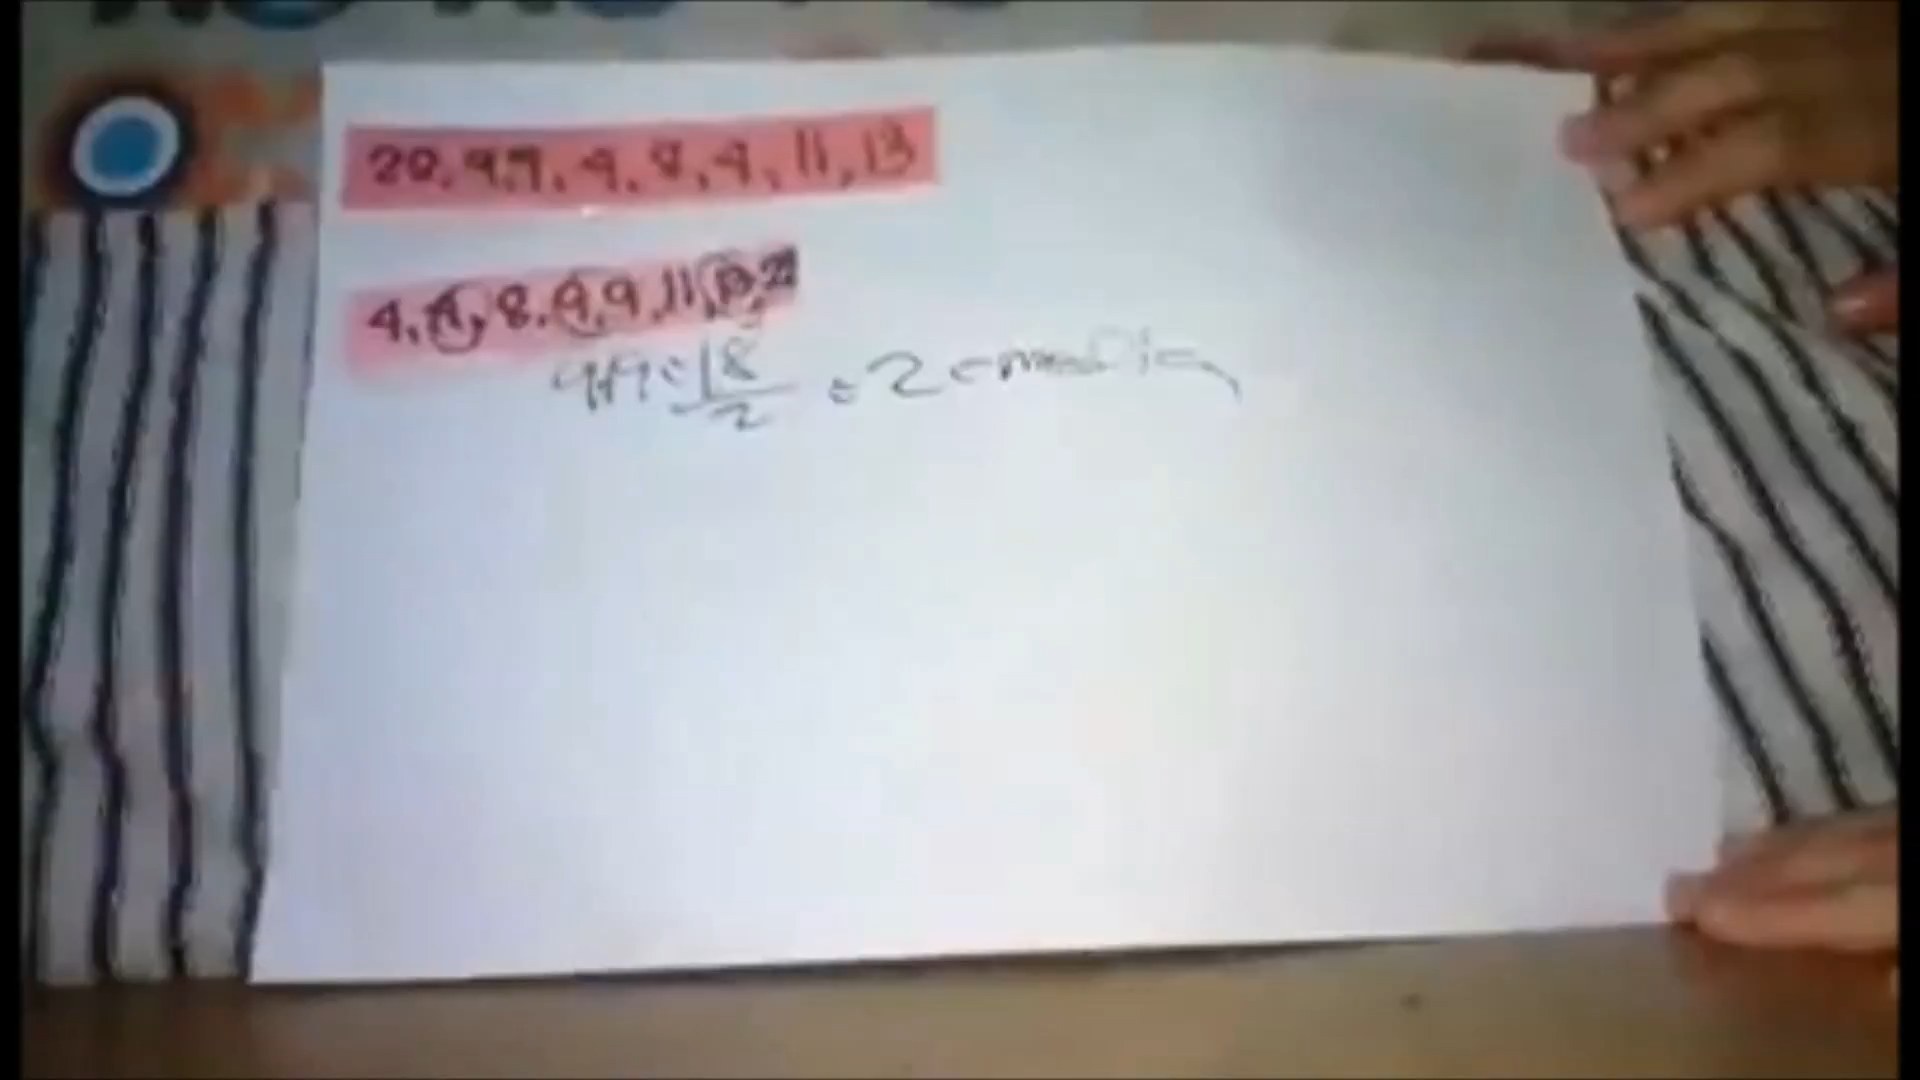 20, 9, 9, 4, 8, 4, 11, 13
4, 4, 8, 9, 9, 11, 13, 20
9+9=18/2 = 2 = media